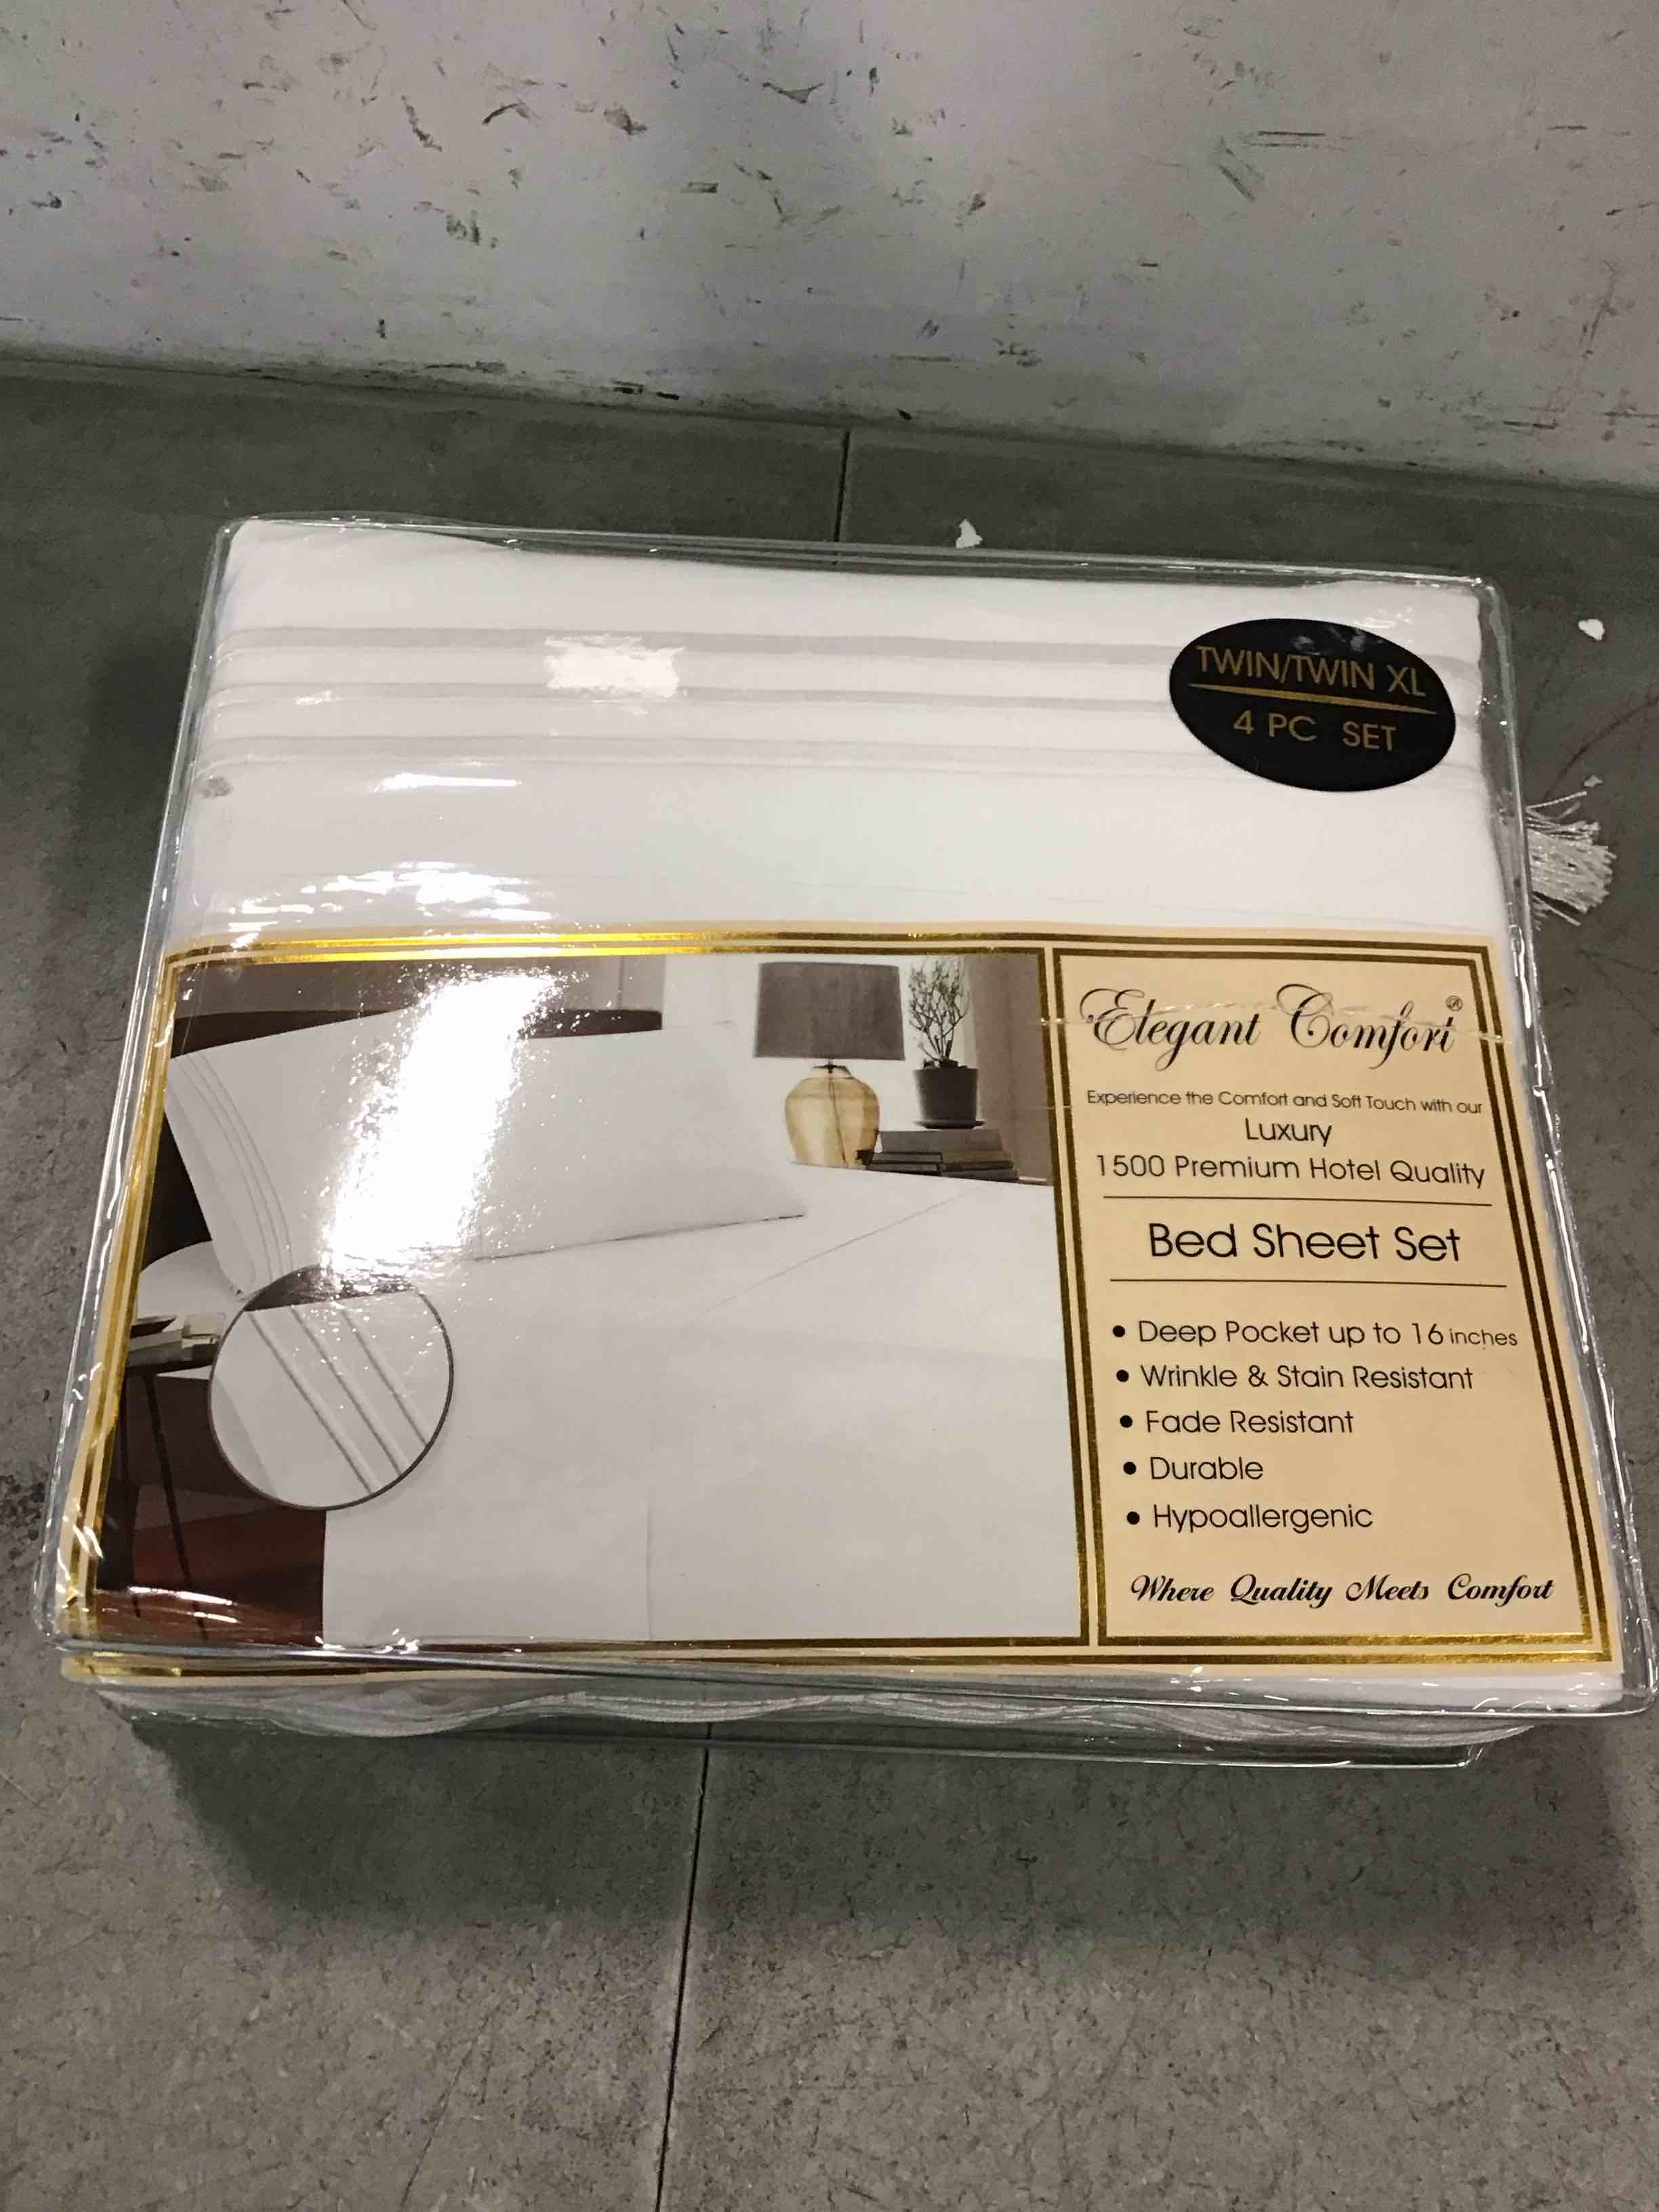 TWIN/TWIN XL
4 PC SET
Elegant Comfort®
Experience the Comfort and Soft Touch with our
Luxury
1500 Premium Hotel Quality
Bed Sheet Set
• Deep Pocket up to 16 inches
• Wrinkle & Stain Resistant
• Fade Resistant
• Durable
• Hypoallergenic
Where Quality Meets Comfort